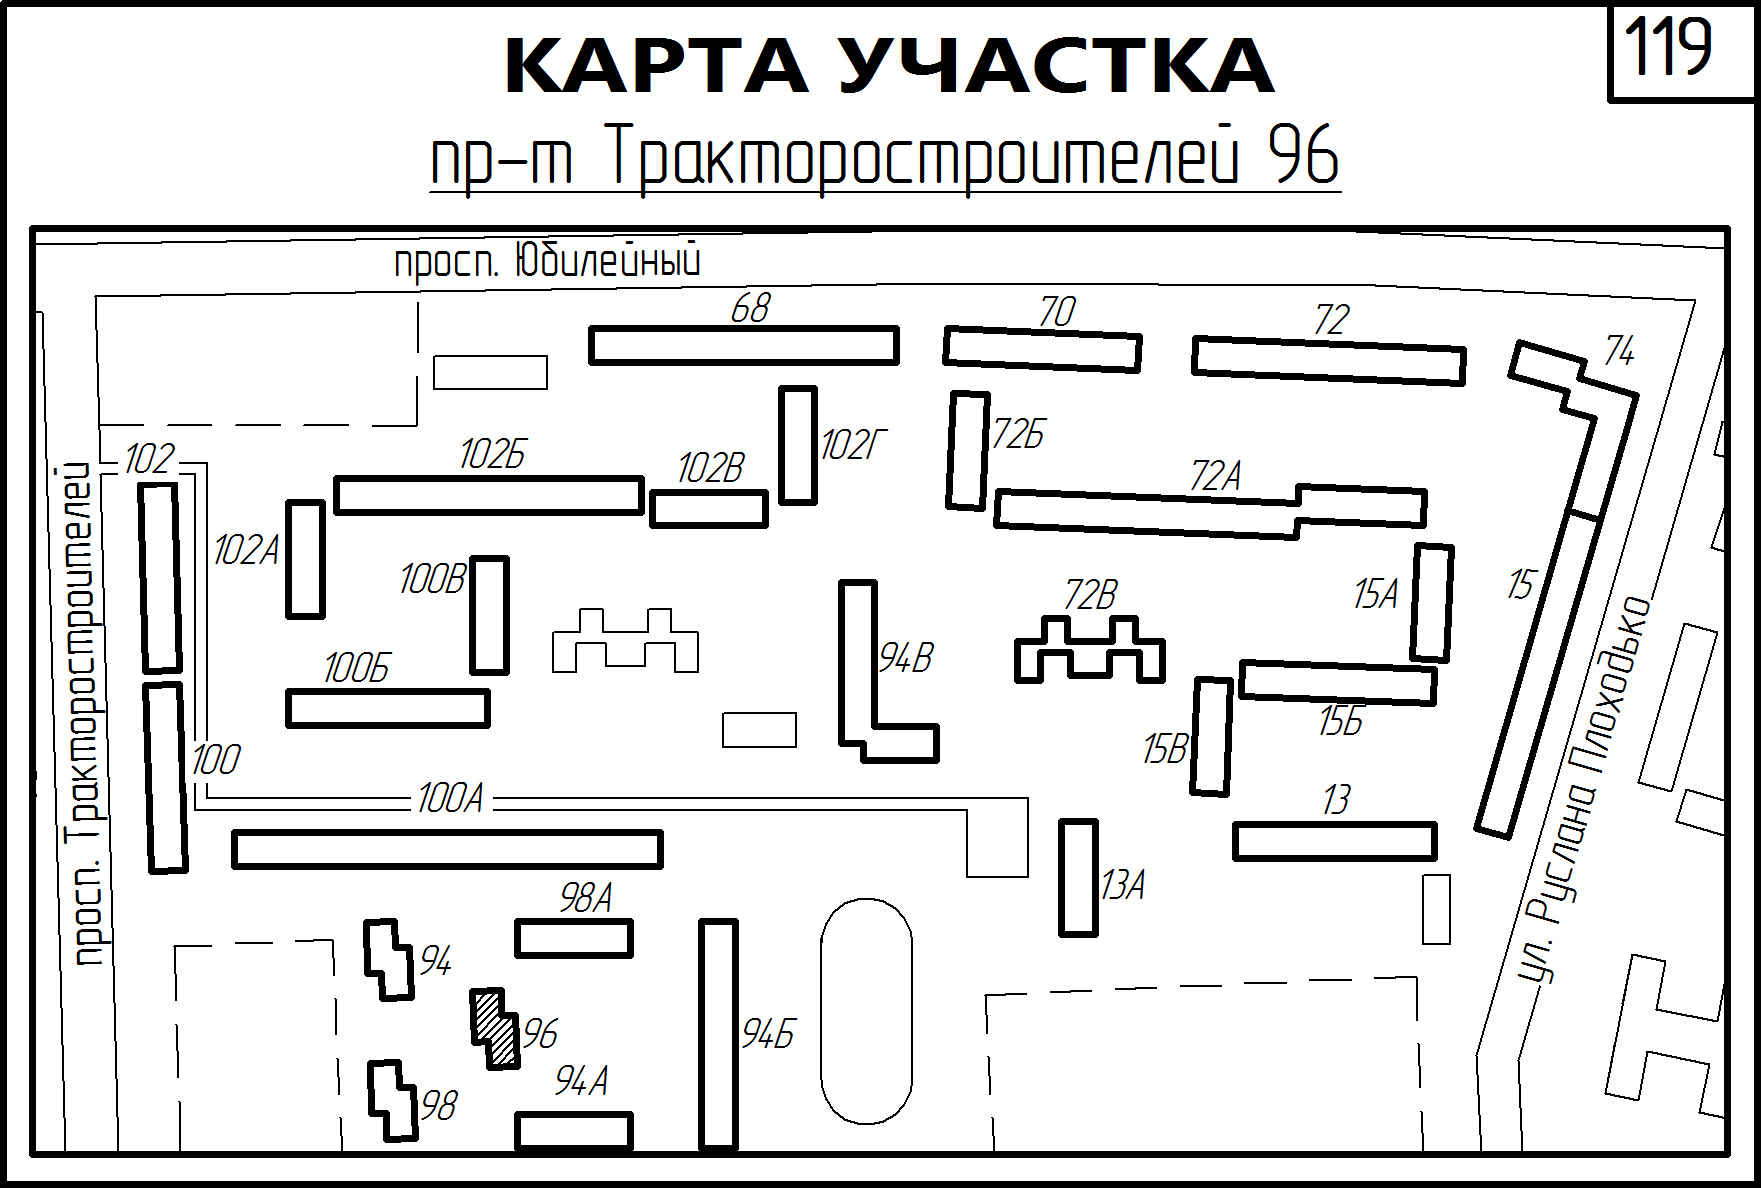 119
КАРТА УЧАСТКА
пр-т Тракторостроителей 96
просп. Юбилейный
68
70
72
74
102
102Б
102В
102Г
72Б
72А
102А
100В
15А
15
72В
94В
100Б
15Б
15В
100
100А
13
13А
98А
94
96
94Б
94А
98
просп. Тракторостроителей
ул. Руслана Плоходько